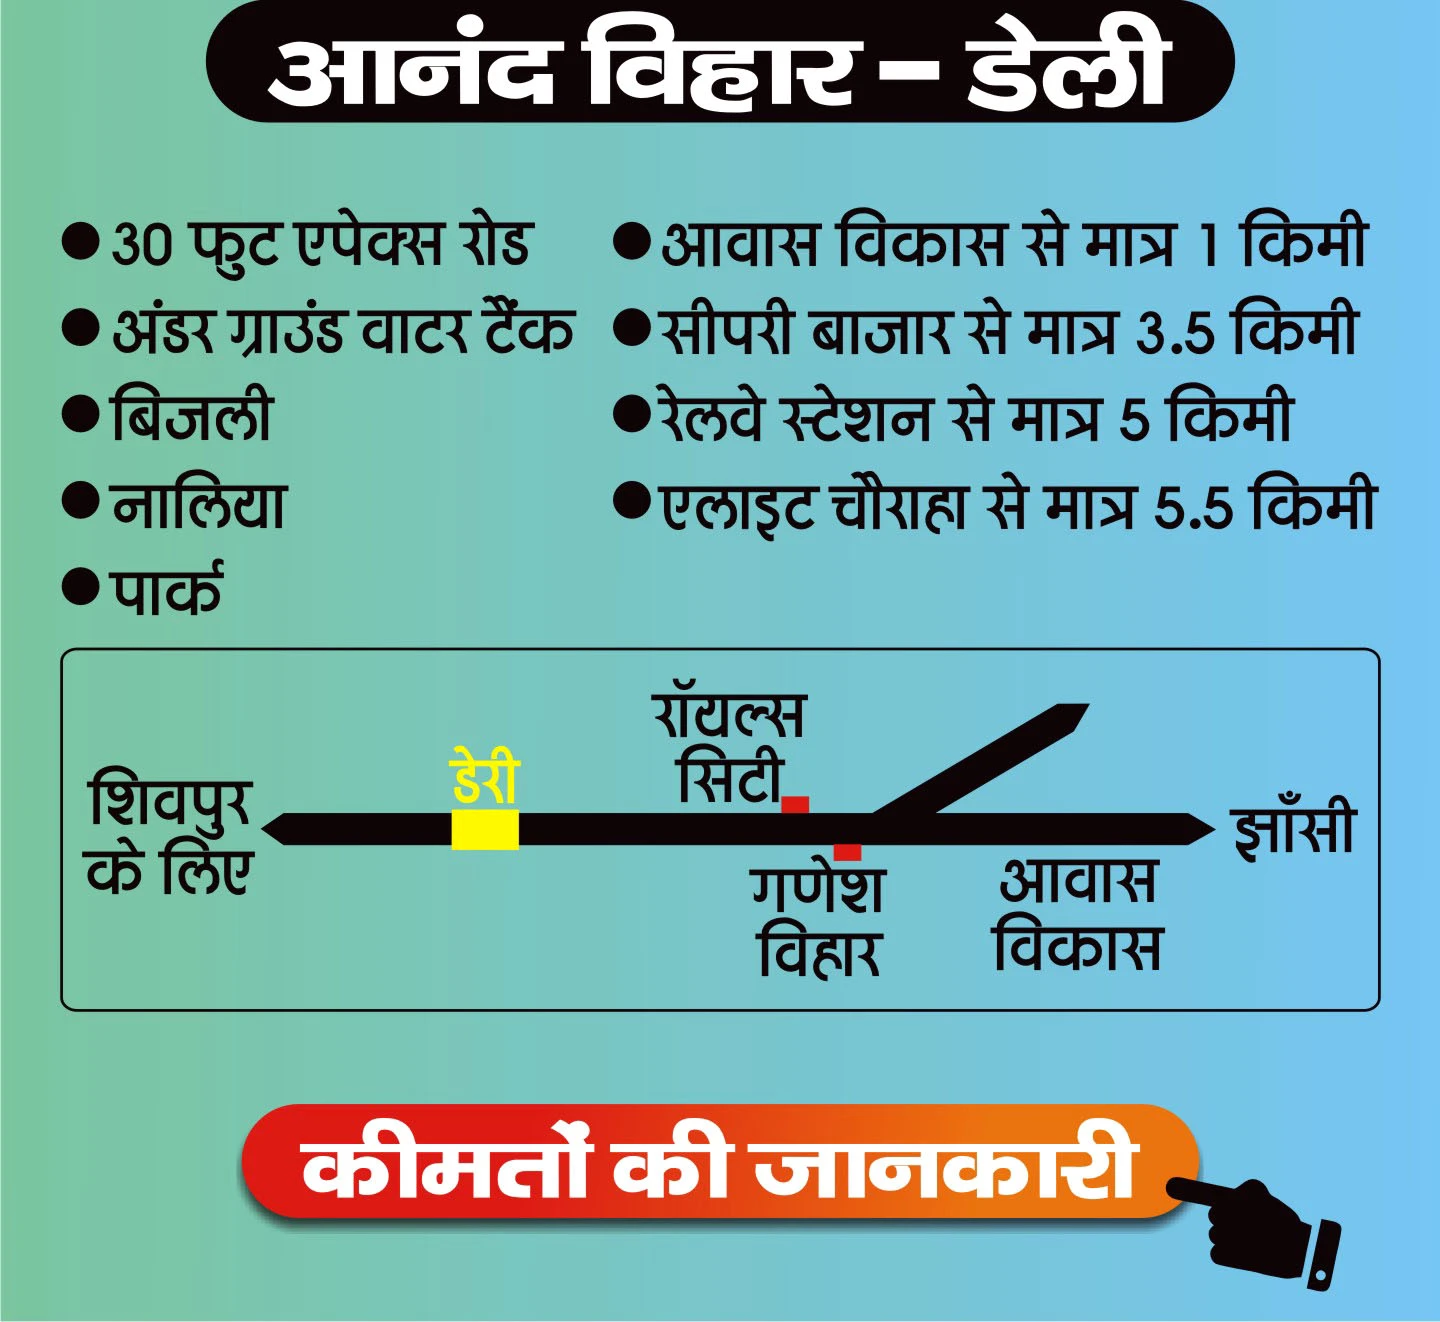 आनंद विहार – डेली
● 30 फुट एपेक्स रोड
● अंडर ग्राउंड वाटर टैंक
● बिजली
● नालिया
● पार्क
● आवास विकास से मात्र 1 किमी
● सीपरी बाजार से मात्र 3.5 किमी
● रेलवे स्टेशन से मात्र 5 किमी
● एलाइट चौराहा से मात्र 5.5 किमी
शिवपुर
के लिए
डेरी
रॉयल्स
सिटी
गणेश
विहार
आवास
विकास
झाँसी
कीमतों की जानकारी